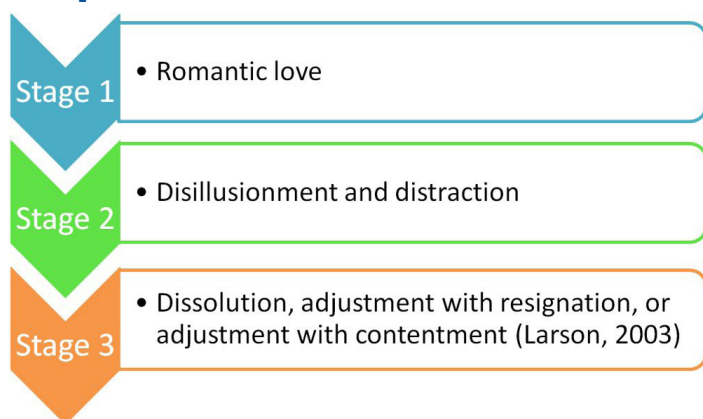 Stage 1
• Romantic love
Stage 2
• Disillusionment and distraction
Stage 3
• Dissolution, adjustment with resignation, or
adjustment with contentment (Larson, 2003)